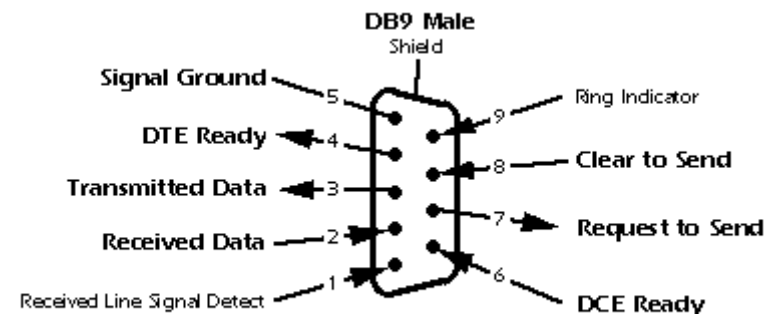 DB9 Male
Shield
Signal Ground
5
DTE Ready
4
Transmitted Data
3
Received Data
2
Received Line Signal Detect
1
9
Ring Indicator
8
Clear to Send
7
Request to Send
6
DCE Ready